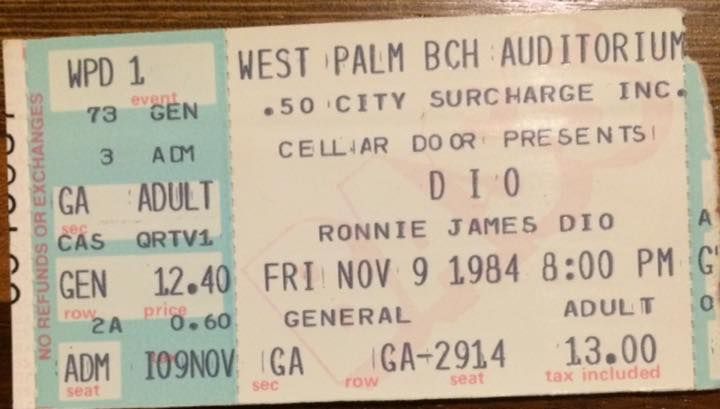 NO REFUNDS OR EXCHANGES
WPD 1
event
73 GEN
3 ADM
GA ADULT
sec
CAS QRTV1
GEN 12.40
row price
2A 0.60
ADM I09NOV
seat
WEST PALM BCH AUDITORIUM
.50 CITY SURCHARGE INC.
CELLAR DOOR PRESENTS
DIO
RONNIE JAMES DIO
FRI NOV 9 1984 8:00 PM
GENERAL ADULT
GA GA-2914 13.00
sec row seat tax included